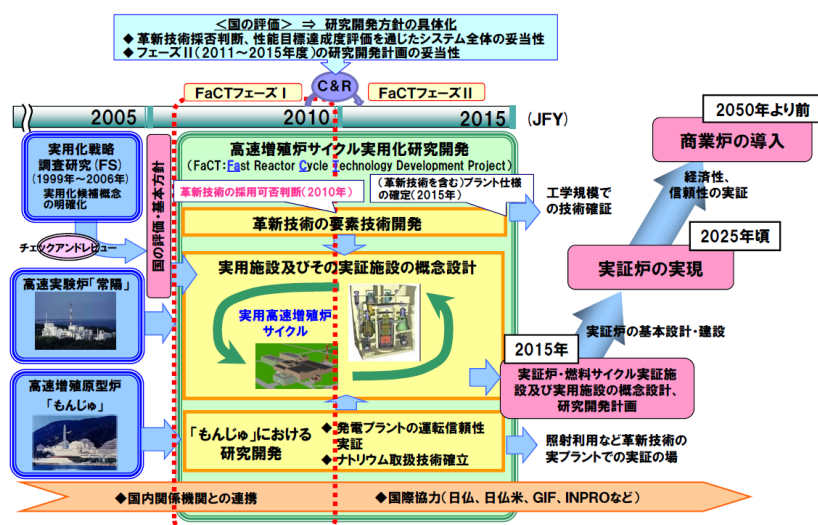 ＜国の評価＞ ⇒ 研究開発方針の具体化
◆ 革新技術採否判断、性能目標達成度評価を通じたシステム全体の妥当性
◆ フェーズⅡ(2011～2015年度)の研究開発計画の妥当性
C&R
FaCTフェーズⅠ
FaCTフェーズⅡ
2005
2010
2015
(JFY)
実用化戦略
調査研究(FS)
(1999年～2006年)
実用化候補概念
の明確化
チェックアンドレビュー
国の評価・基本方針
高速実験炉「常陽」
高速増殖原型炉
「もんじゅ」
高速増殖炉サイクル実用化研究開発
(FaCT：Fast Reactor Cycle Technology Development Project)
革新技術の採用可否判断(2010年)
(革新技術を含む)プラント仕様
の確定(2015年)
革新技術の要素技術開発
実用施設及びその実証施設の概念設計
実用高速増殖炉
サイクル
「もんじゅ」における
研究開発
◆ 発電プラントの運転信頼性
実証
◆ ナトリウム取扱技術確立
工学規模で
の技術確証
2050年より前
商業炉の導入
経済性、
信頼性の実証
2025年頃
実証炉の実現
実証炉の基本設計・建設
2015年
実証炉・燃料サイクル実証施
設及び実用施設の概念設計、
研究開発計画
照射利用など革新技術の
実プラントでの実証の場
◆国内関係機関との連携
◆国際協力(日仏、日仏米、GIF、INPROなど)